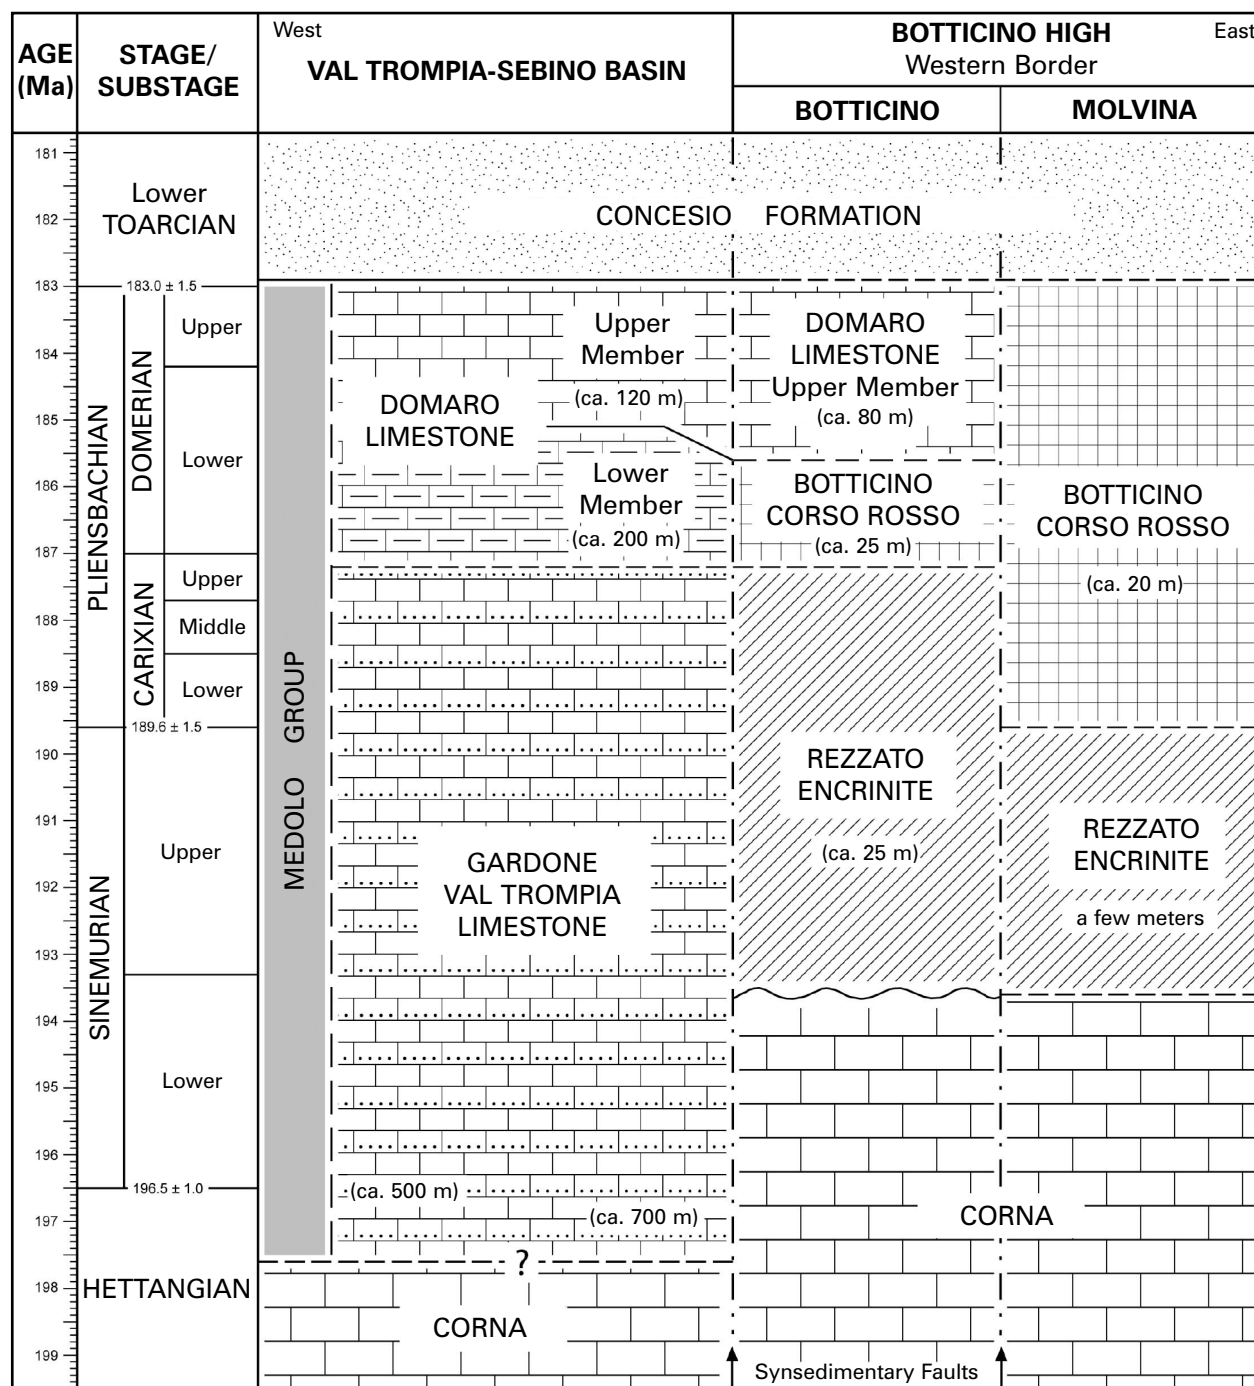 AGE
(Ma)
STAGE/
SUBSTAGE
West
VAL TROMPIA-SEBINO BASIN
BOTTICINO HIGH
Western Border
East
BOTTICINO
MOLVINA
181
182
183
184
185
186
187
188
189
190
191
192
193
194
195
196
197
198
199
Lower
TOARCIAN
183.0 ± 1.5
PLIENSBACHIAN
DOMERIAN
Upper
Lower
CARIXIAN
Upper
Middle
Lower
189.6 ± 1.5
SINEMURIAN
Upper
Lower
196.5 ± 1.0
HETTANGIAN
CONCESIO FORMATION
MEDOLO GROUP
DOMARO
LIMESTONE
Upper
Member
(ca. 120 m)
Lower
Member
(ca. 200 m)
GARDONE
VAL TROMPIA
LIMESTONE
(ca. 500 m)
(ca. 700 m)
?
CORNA
DOMARO
LIMESTONE
Upper Member
(ca. 80 m)
BOTTICINO
CORSO ROSSO
(ca. 25 m)
REZZATO
ENCRINITE
(ca. 25 m)
BOTTICINO
CORSO ROSSO
(ca. 20 m)
REZZATO
ENCRINITE
a few meters
CORNA
Synsedimentary Faults